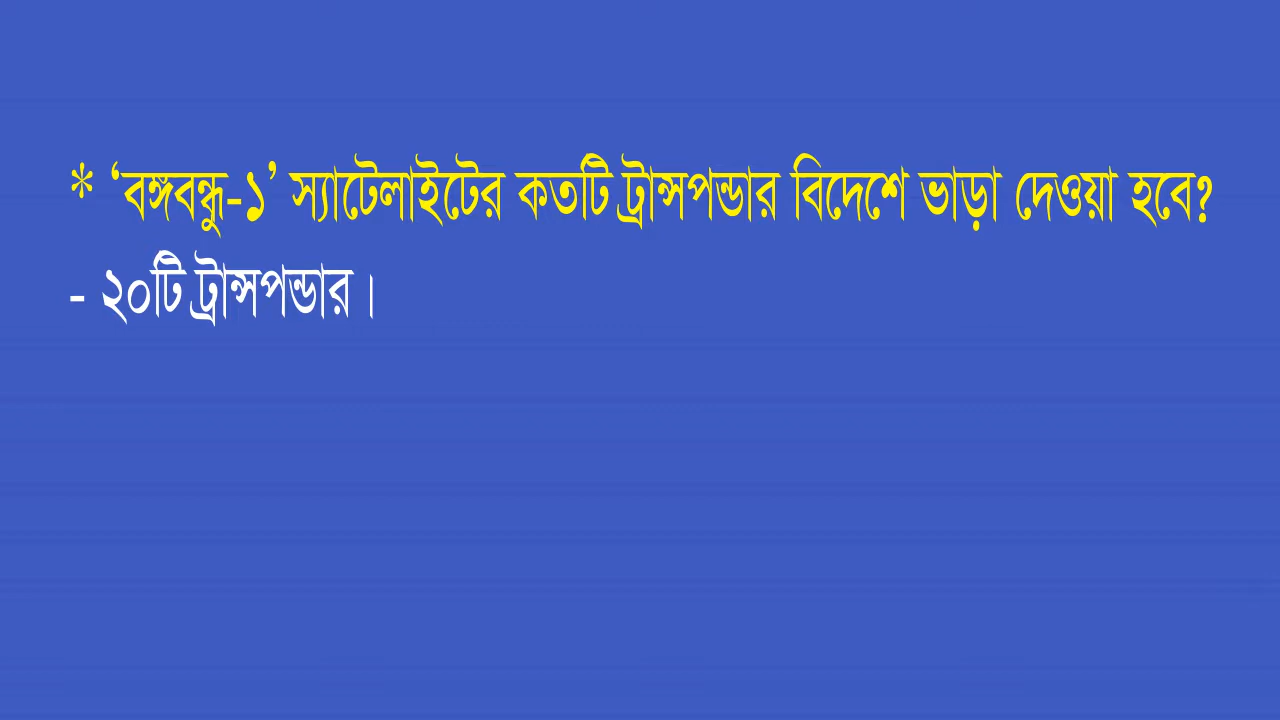 * ‘বঙ্গবন্ধু-১’ স্যাটেলাইটের কতটি ট্রান্সপন্ডার বিদেশে ভাড়া দেওয়া হবে?
- ২০টি ট্রান্সপন্ডার।